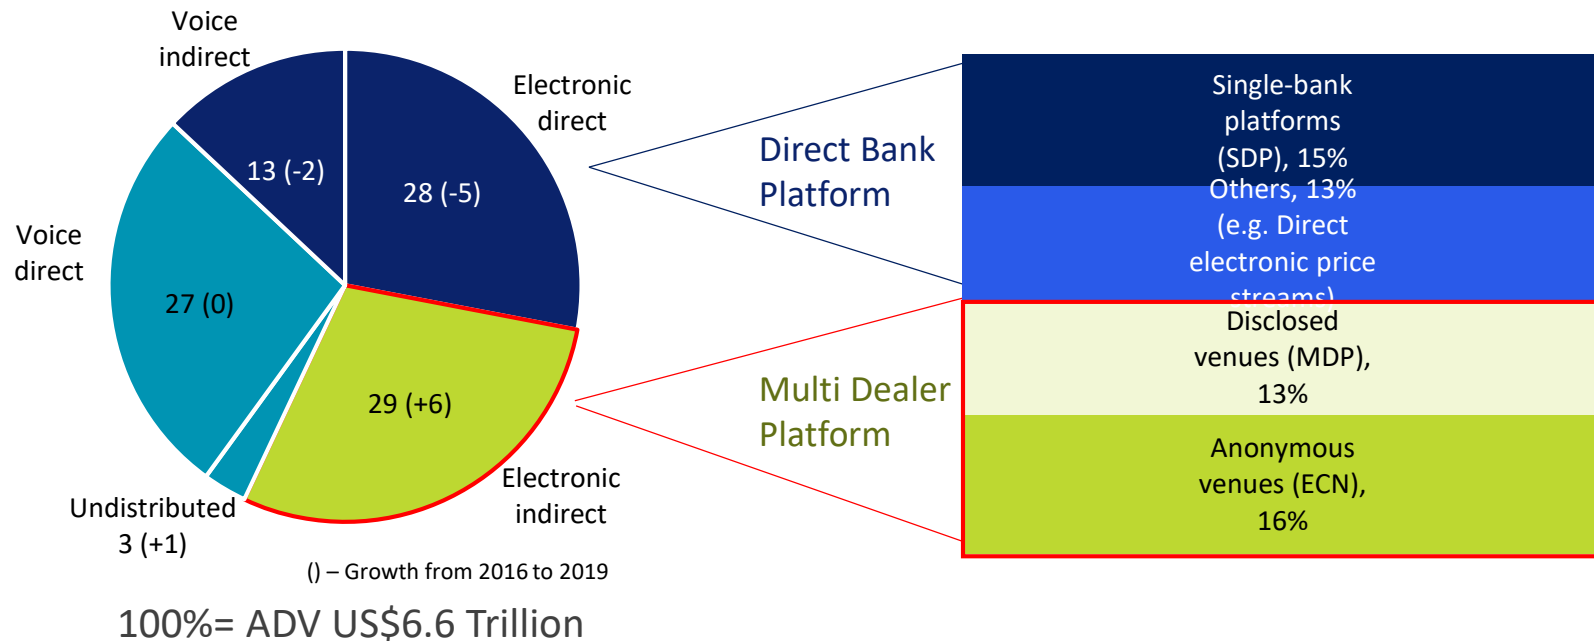 Voice
indirect
13 (-2)
Electronic
direct
28 (-5)
Voice
direct
27 (0)
29 (+6)
Electronic
indirect
Undistributed
3 (+1)
() – Growth from 2016 to 2019
100%= ADV US$6.6 Trillion
Direct Bank
Platform
Multi Dealer
Platform
Single-bank
platforms
(SDP), 15%
Others, 13%
(e.g. Direct
electronic price
streams)
Disclosed
venues (MDP),
13%
Anonymous
venues (ECN),
16%